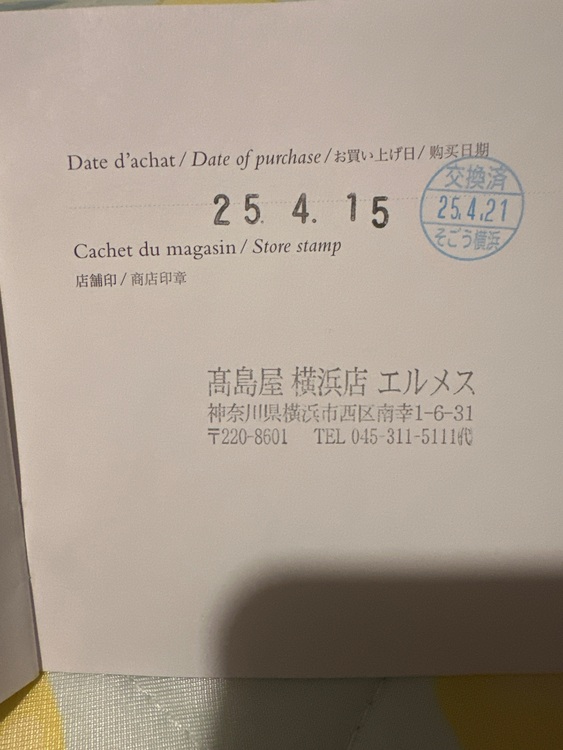 Date d'achat / Date of purchase / お買い上げ日 / 购买日期
交換済
25.4.21
そごう横浜
25. 4. 15
Cachet du magasin / Store stamp
店舗印 / 商店印章
髙島屋 横浜店 エルメス
神奈川県横浜市西区南幸1-6-31
〒220-8601 TEL 045-311-5111代